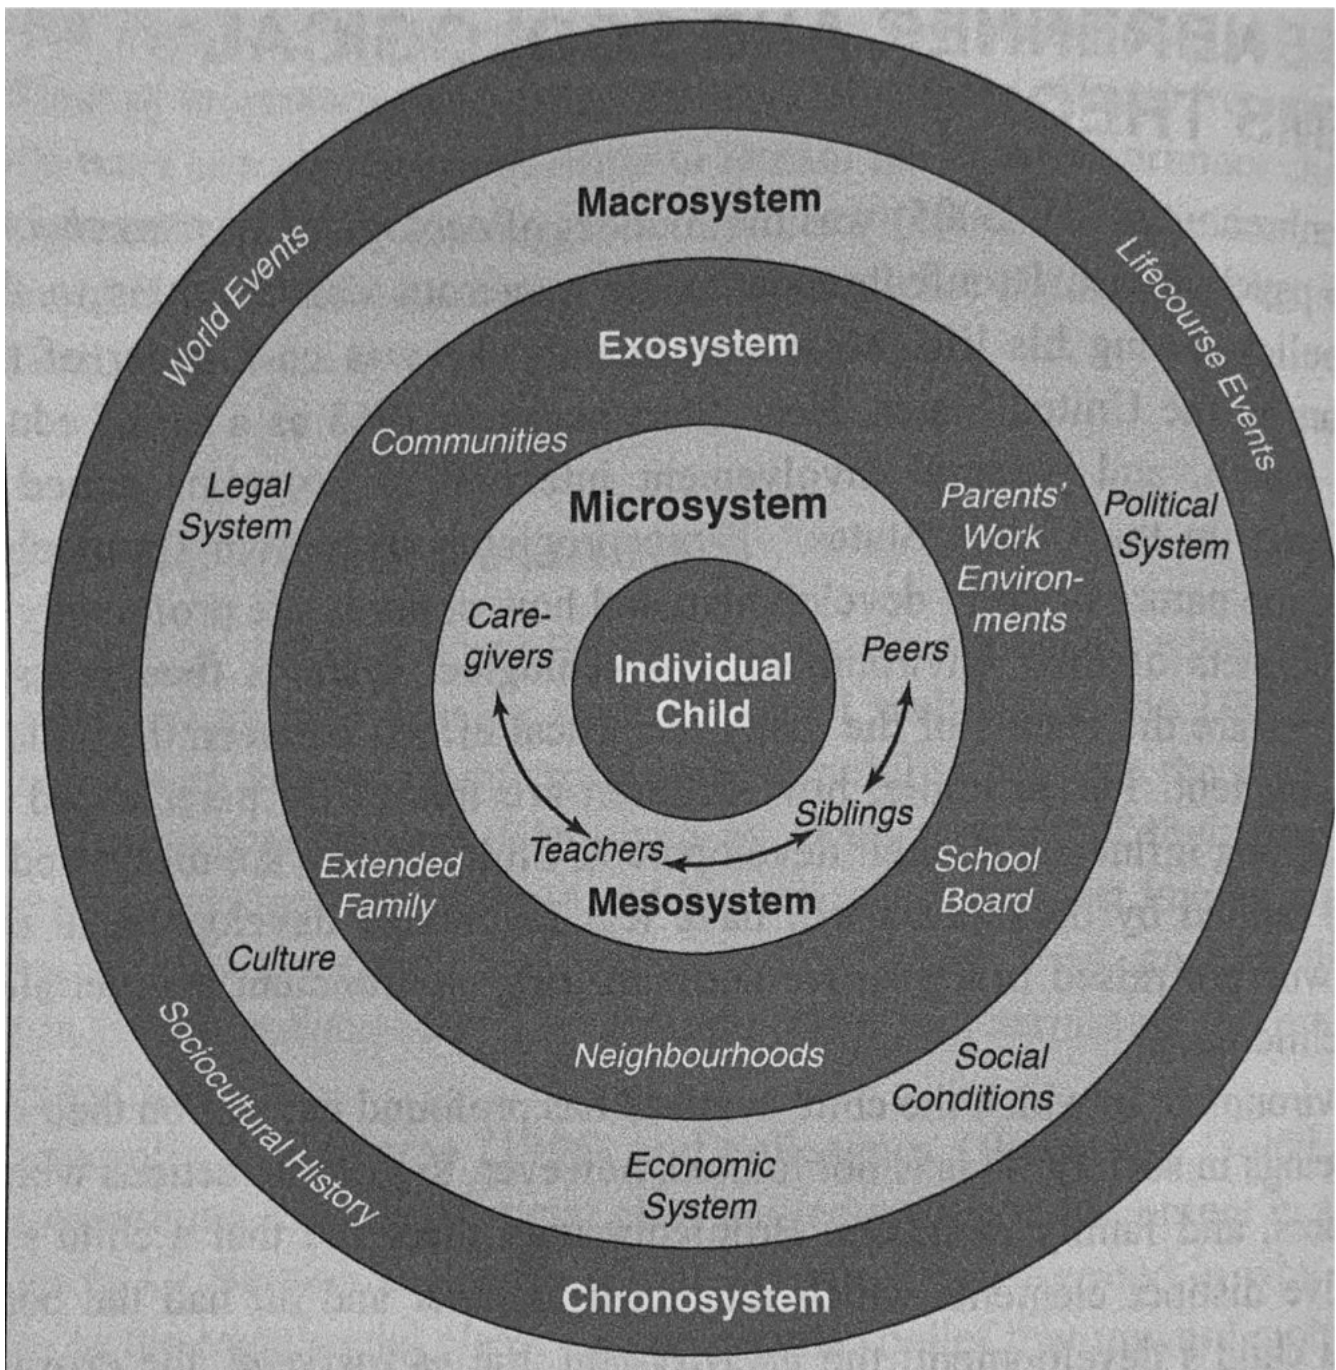 Macrosystem
World Events
Lifecourse Events
Exosystem
Communities
Legal
System
Microsystem
Parents'
Work
Environ-
ments
Political
System
Care-
givers
Peers
Individual
Child
Siblings
Teachers
Extended
Family
School
Board
Mesosystem
Culture
Sociocultural History
Neighbourhoods
Social
Conditions
Economic
System
Chronosystem